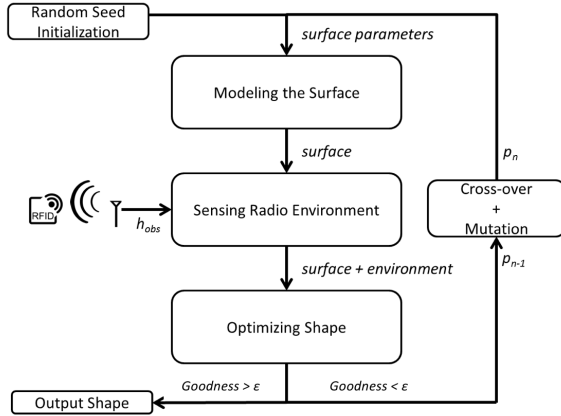 Random Seed
Initialization
surface parameters
Modeling the Surface
surface
p_n
RFID
h_obs
Sensing Radio Environment
Cross-over
+
Mutation
surface + environment
p_n-1
Optimizing Shape
Goodness > ε
Goodness < ε
Output Shape